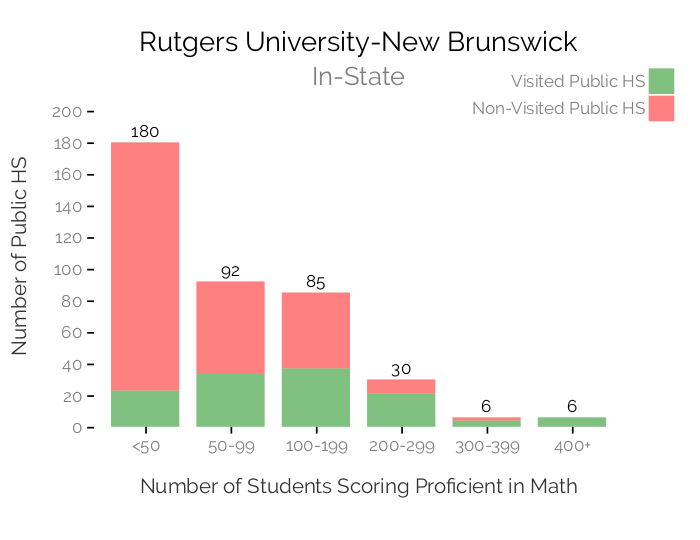 Rutgers University-New Brunswick
In-State
Visited Public HS
Non-Visited Public HS
Number of Public HS
200
180
160
140
120
100
80
60
40
20
0
180
92
85
30
6
6
<50 50-99 100-199 200-299 300-399 400+
Number of Students Scoring Proficient in Math